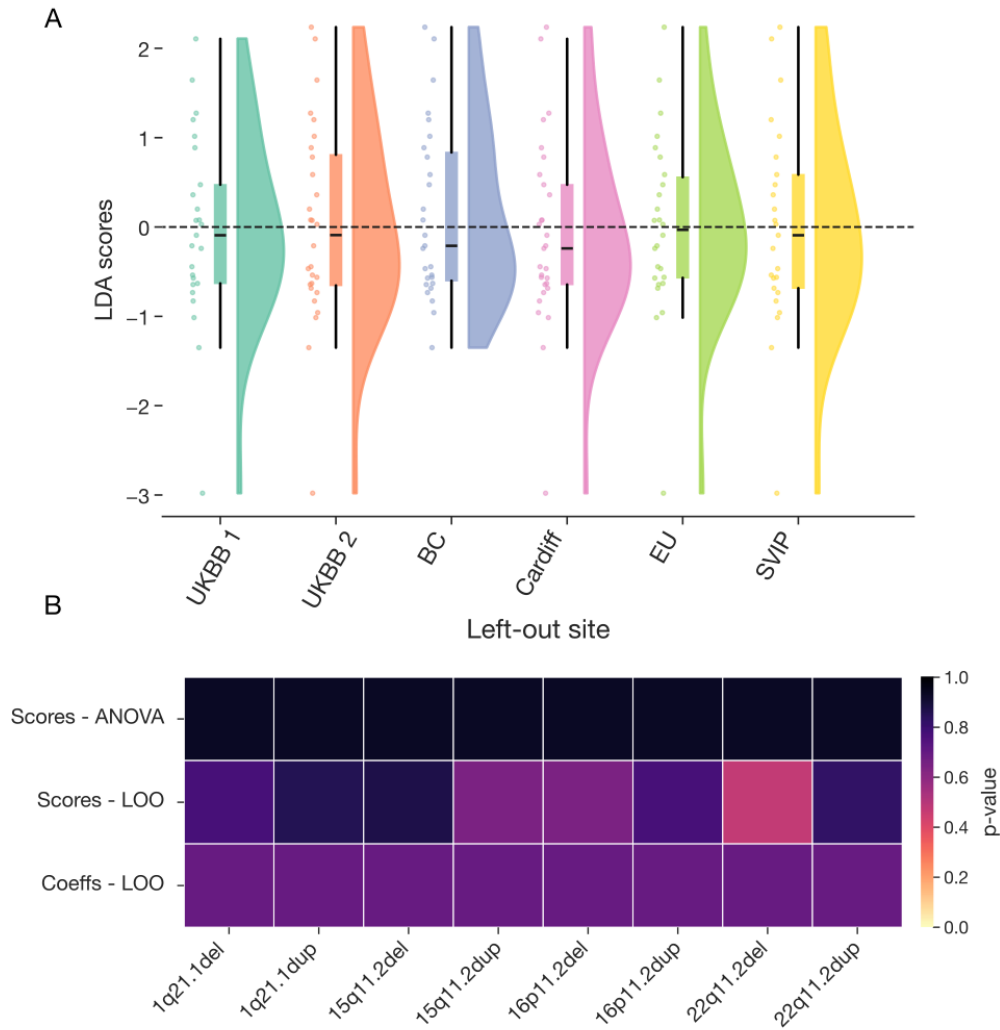 A
LDA scores
2
1
0
−1
−2
−3
UKBB 1
UKBB 2
BC
Cardiff
EU
SVIP
Left-out site
B
Scores - ANOVA
Scores - LOO
Coeffs - LOO
1q21.1del
1q21.1dup
15q11.2del
15q11.2dup
16p11.2del
16p11.2dup
22q11.2del
22q11.2dup
1.0
0.8
0.6
0.4
0.2
0.0
p-value